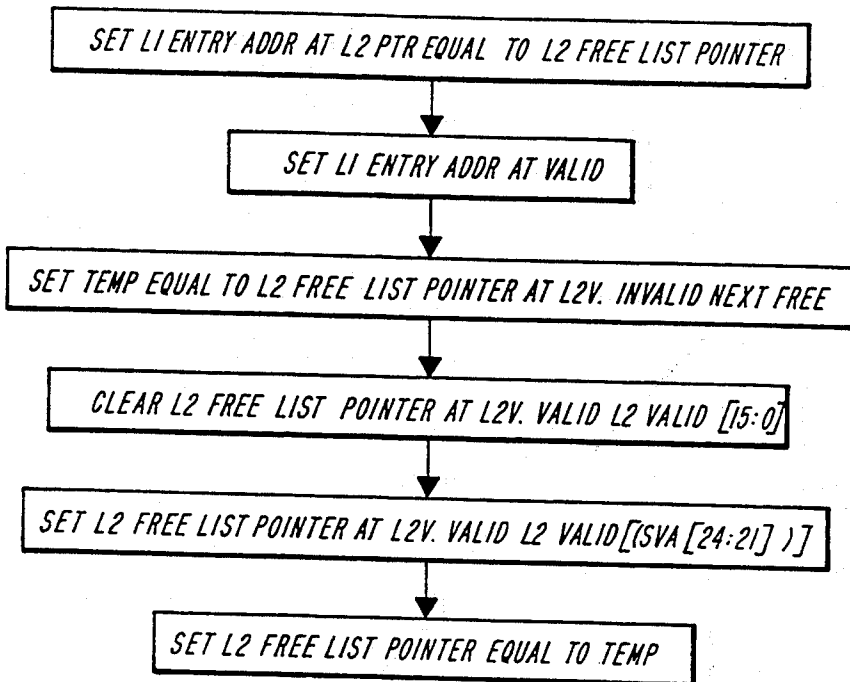 SET L1 ENTRY ADDR AT L2 PTR EQUAL TO L2 FREE LIST POINTER
SET L1 ENTRY ADDR AT VALID
SET TEMP EQUAL TO L2 FREE LIST POINTER AT L2V. INVALID NEXT FREE
CLEAR L2 FREE LIST POINTER AT L2V. VALID L2 VALID [15:0]
SET L2 FREE LIST POINTER AT L2V. VALID L2 VALID[(SVA[24:21])]
SET L2 FREE LIST POINTER EQUAL TO TEMP